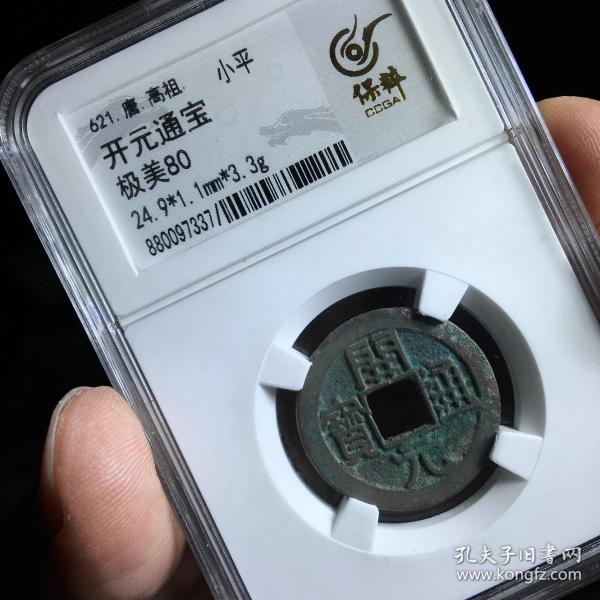 621.唐.高祖. 小平
开元通宝
极美80
24.9*1.1mm*3.3g
880097337/
保粹
CCGA
開元通寶
孔夫子旧书网
www.kongfz.com